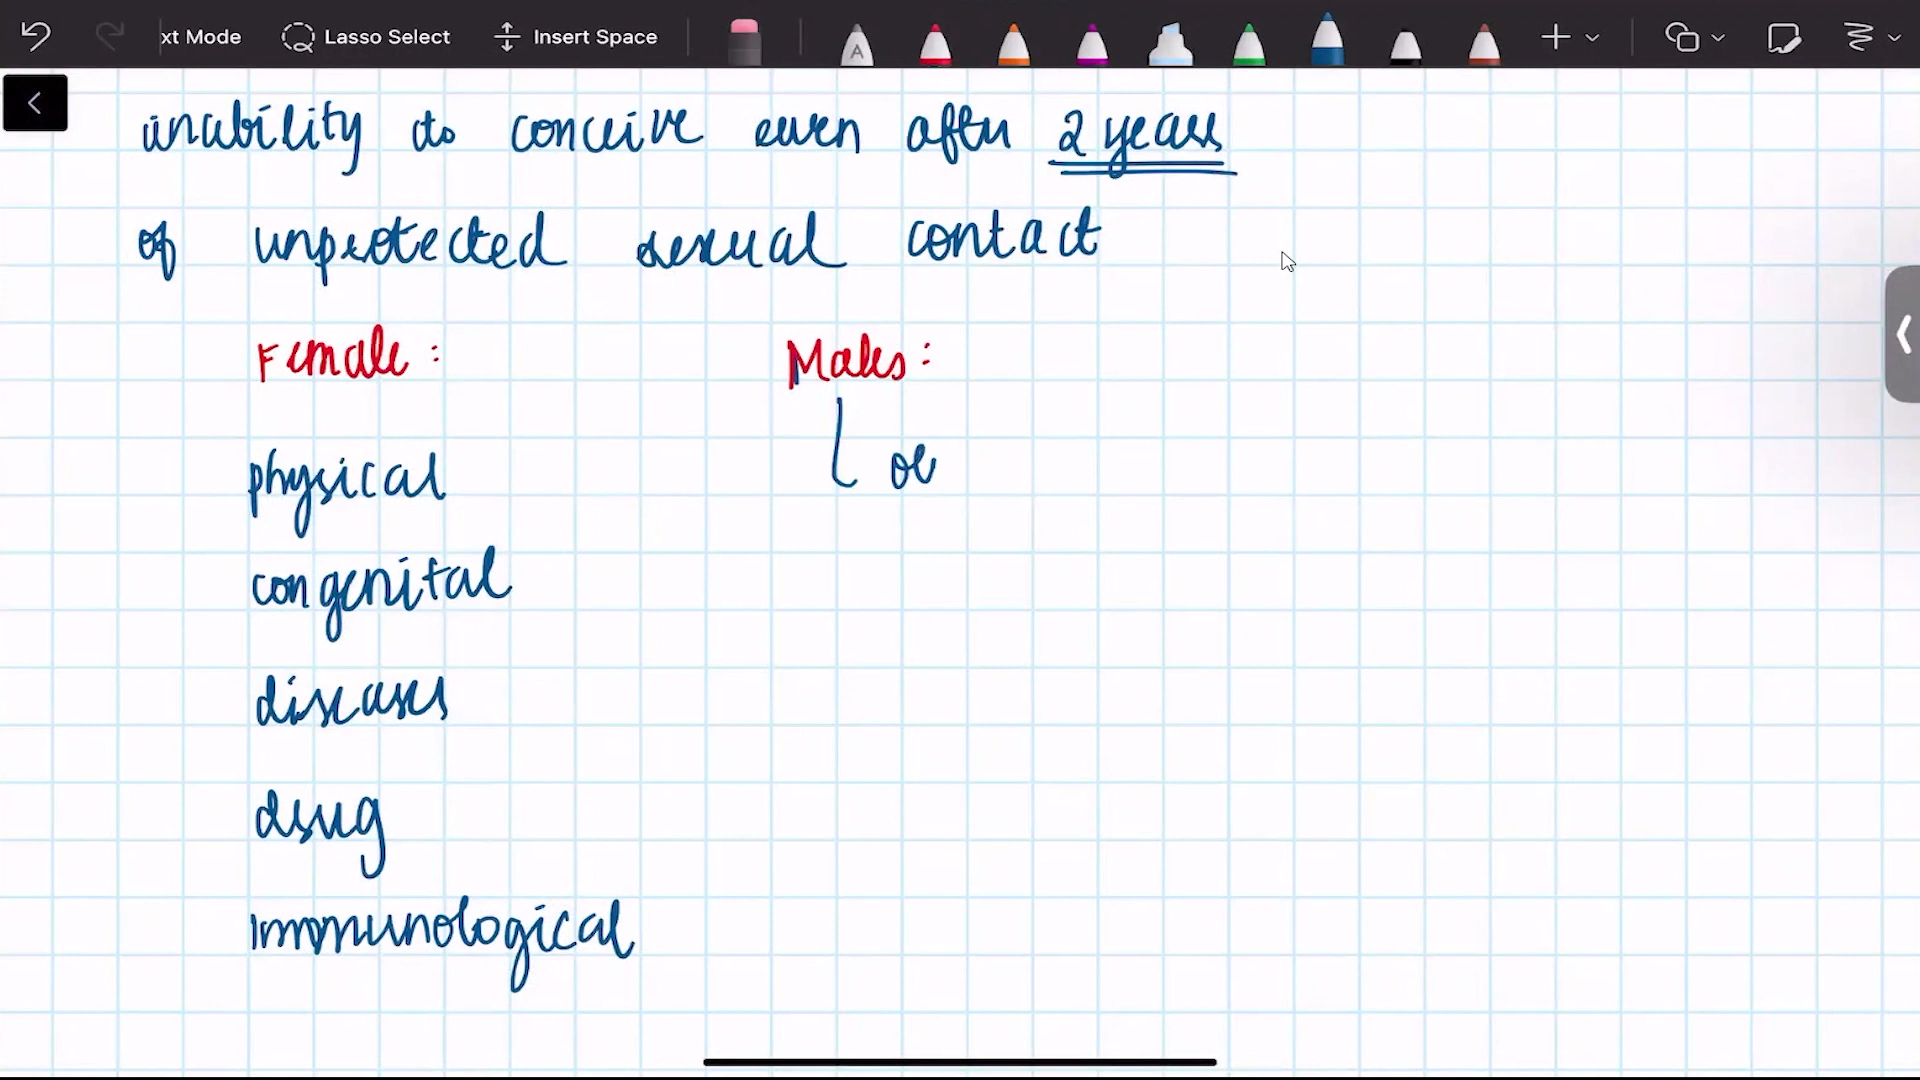 xt Mode Lasso Select Insert Space
A
inability to conceive even after 2 years
of unprotected sexual contact
Female : Males :
physical
congenital
diseases
drug
immunological